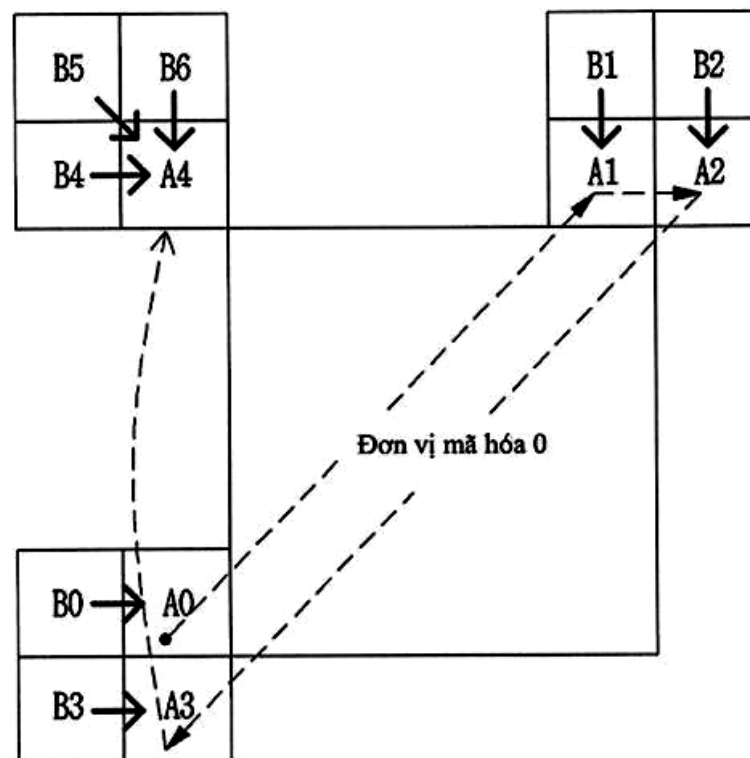 B5 B6 B1 B2
B4 A4 A1 A2
Đơn vị mã hóa 0
B0 A0
B3 A3